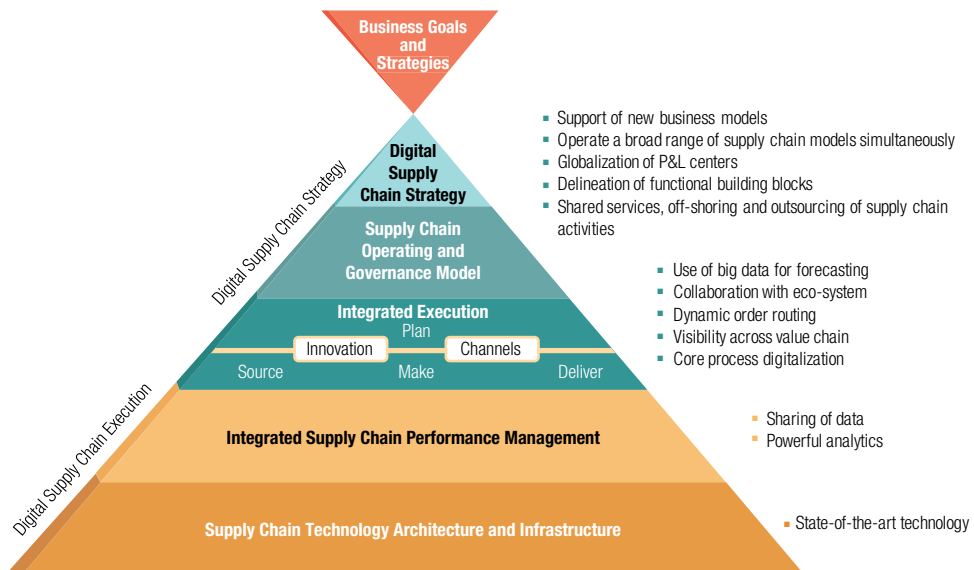 Business Goals
and
Strategies
Digital
Supply
Chain Strategy
Supply Chain
Operating and
Governance Model
Integrated Execution
Plan
Innovation
Channels
Source
Make
Deliver
Integrated Supply Chain Performance Management
Supply Chain Technology Architecture and Infrastructure
Digital Supply Chain Strategy
Digital Supply Chain Execution
Support of new business models
Operate a broad range of supply chain models simultaneously
Globalization of P&L centers
Delineation of functional building blocks
Shared services, off-shoring and outsourcing of supply chain
activities
Use of big data for forecasting
Collaboration with eco-system
Dynamic order routing
Visibility across value chain
Core process digitalization
Sharing of data
Powerful analytics
State-of-the-art technology